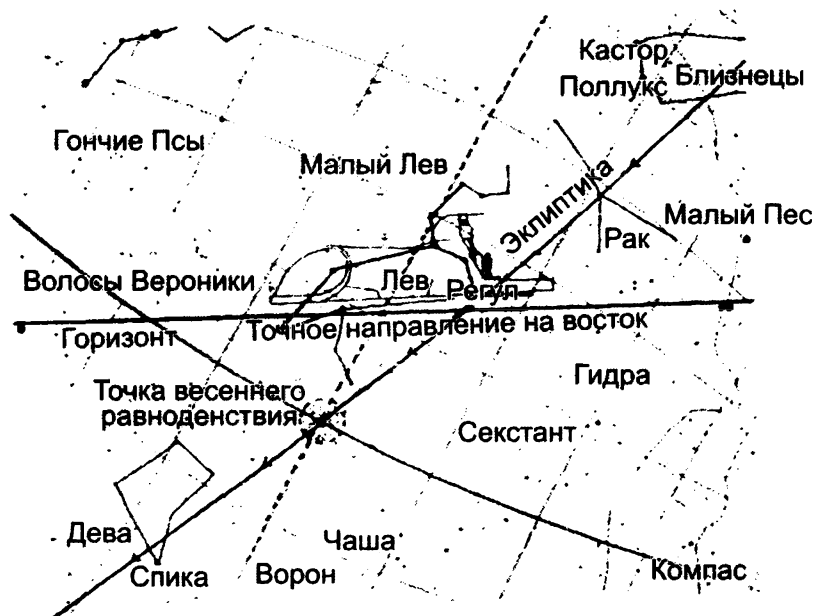 Кастор
Поллукс
Близнецы
Гончие Псы
Малый Лев
Эклиптика
Малый Пес
Рак
Волосы Вероники
Лев
Регул
Горизонт
Точное направление на восток
Гидра
Точка весеннего
равноденствия
Секстант
Дева
Чаша
Спика
Ворон
Компас